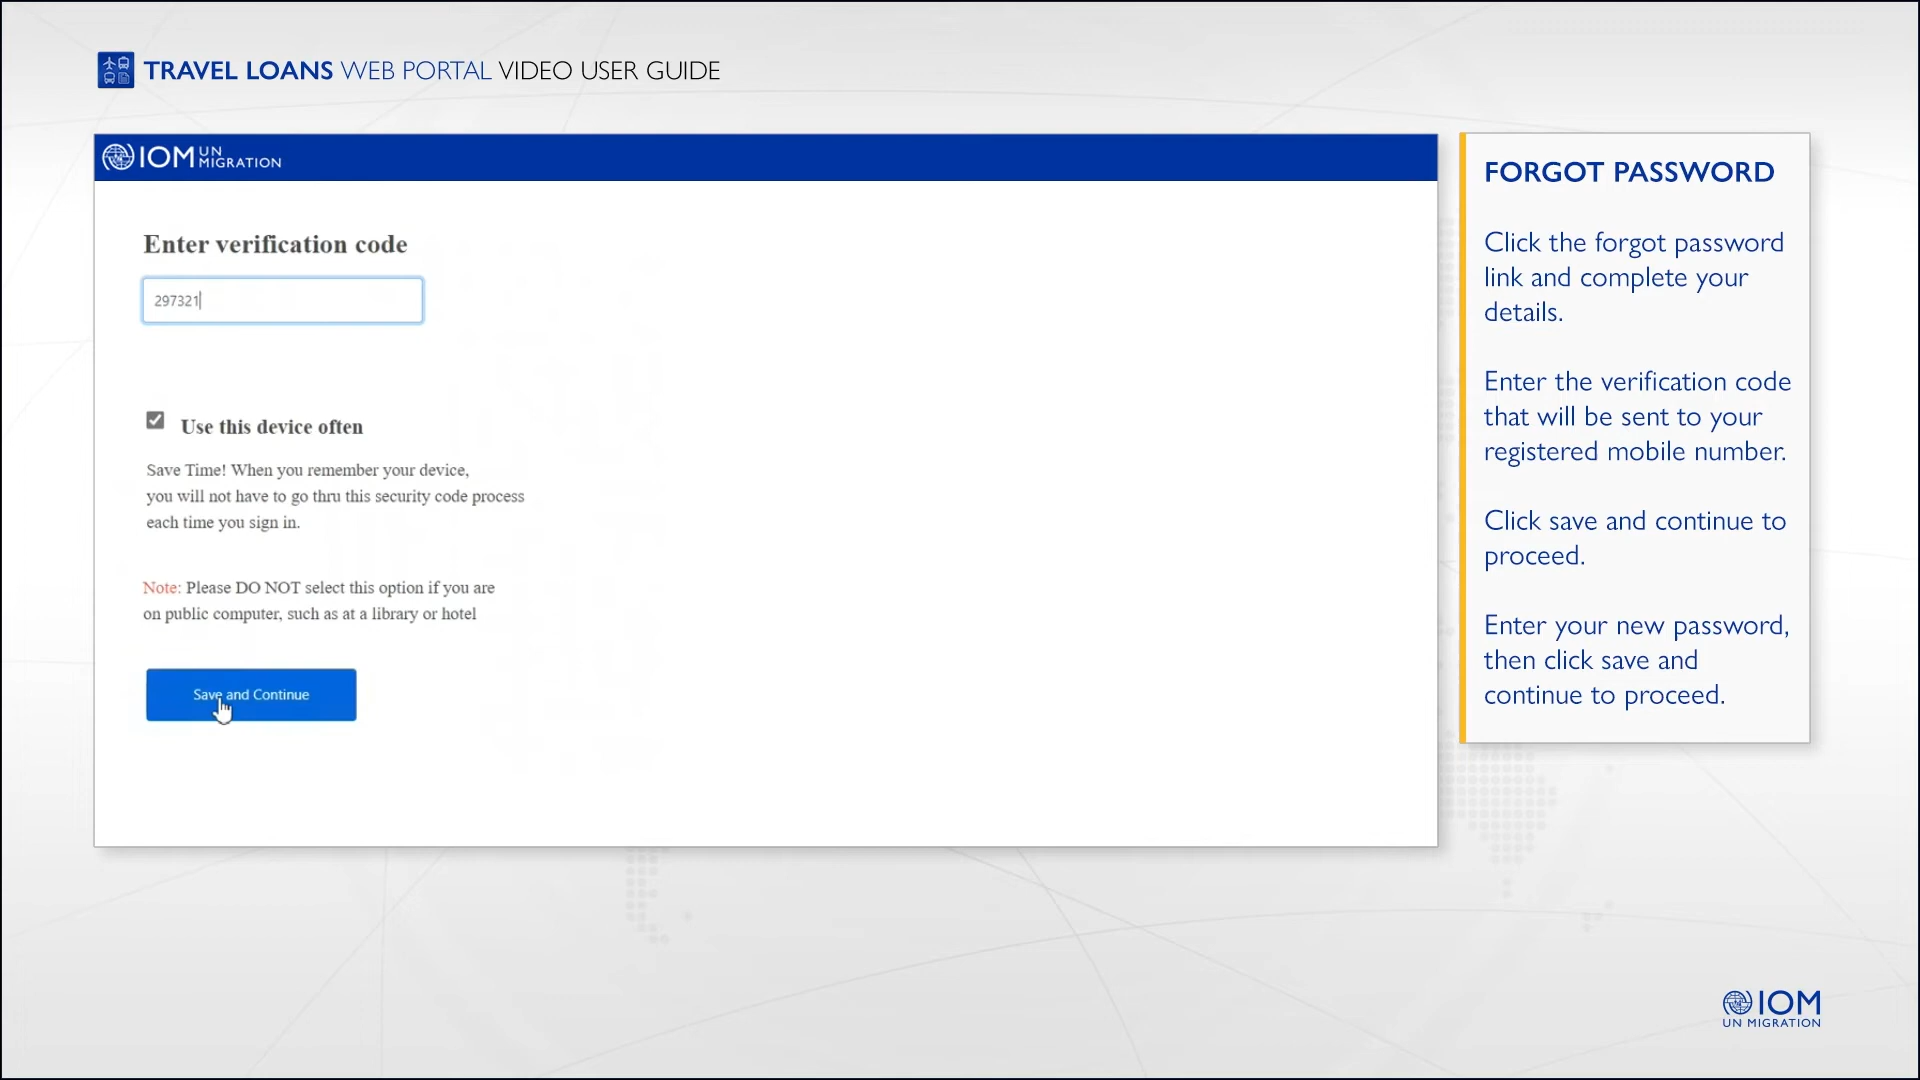 TRAVEL LOANS WEB PORTAL VIDEO USER GUIDE
IOM UN MIGRATION
Enter verification code
297321
Use this device often
Save Time! When you remember your device,
you will not have to go thru this security code process
each time you sign in.
Note: Please DO NOT select this option if you are
on public computer, such as at a library or hotel
Save and Continue
FORGOT PASSWORD
Click the forgot password
link and complete your
details.
Enter the verification code
that will be sent to your
registered mobile number.
Click save and continue to
proceed.
Enter your new password,
then click save and
continue to proceed.
IOM
UN MIGRATION